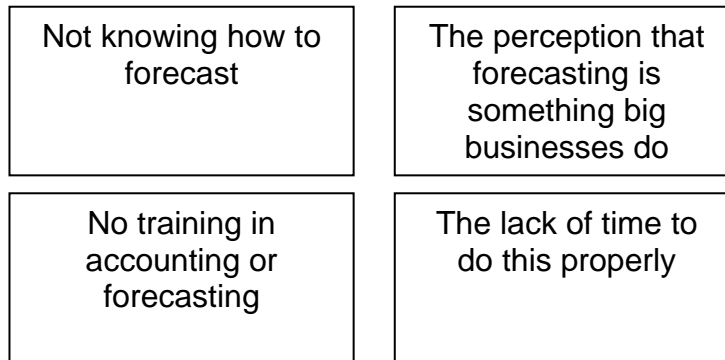 Not knowing how to
forecast
The perception that
forecasting is
something big
businesses do
No training in
accounting or
forecasting
The lack of time to
do this properly